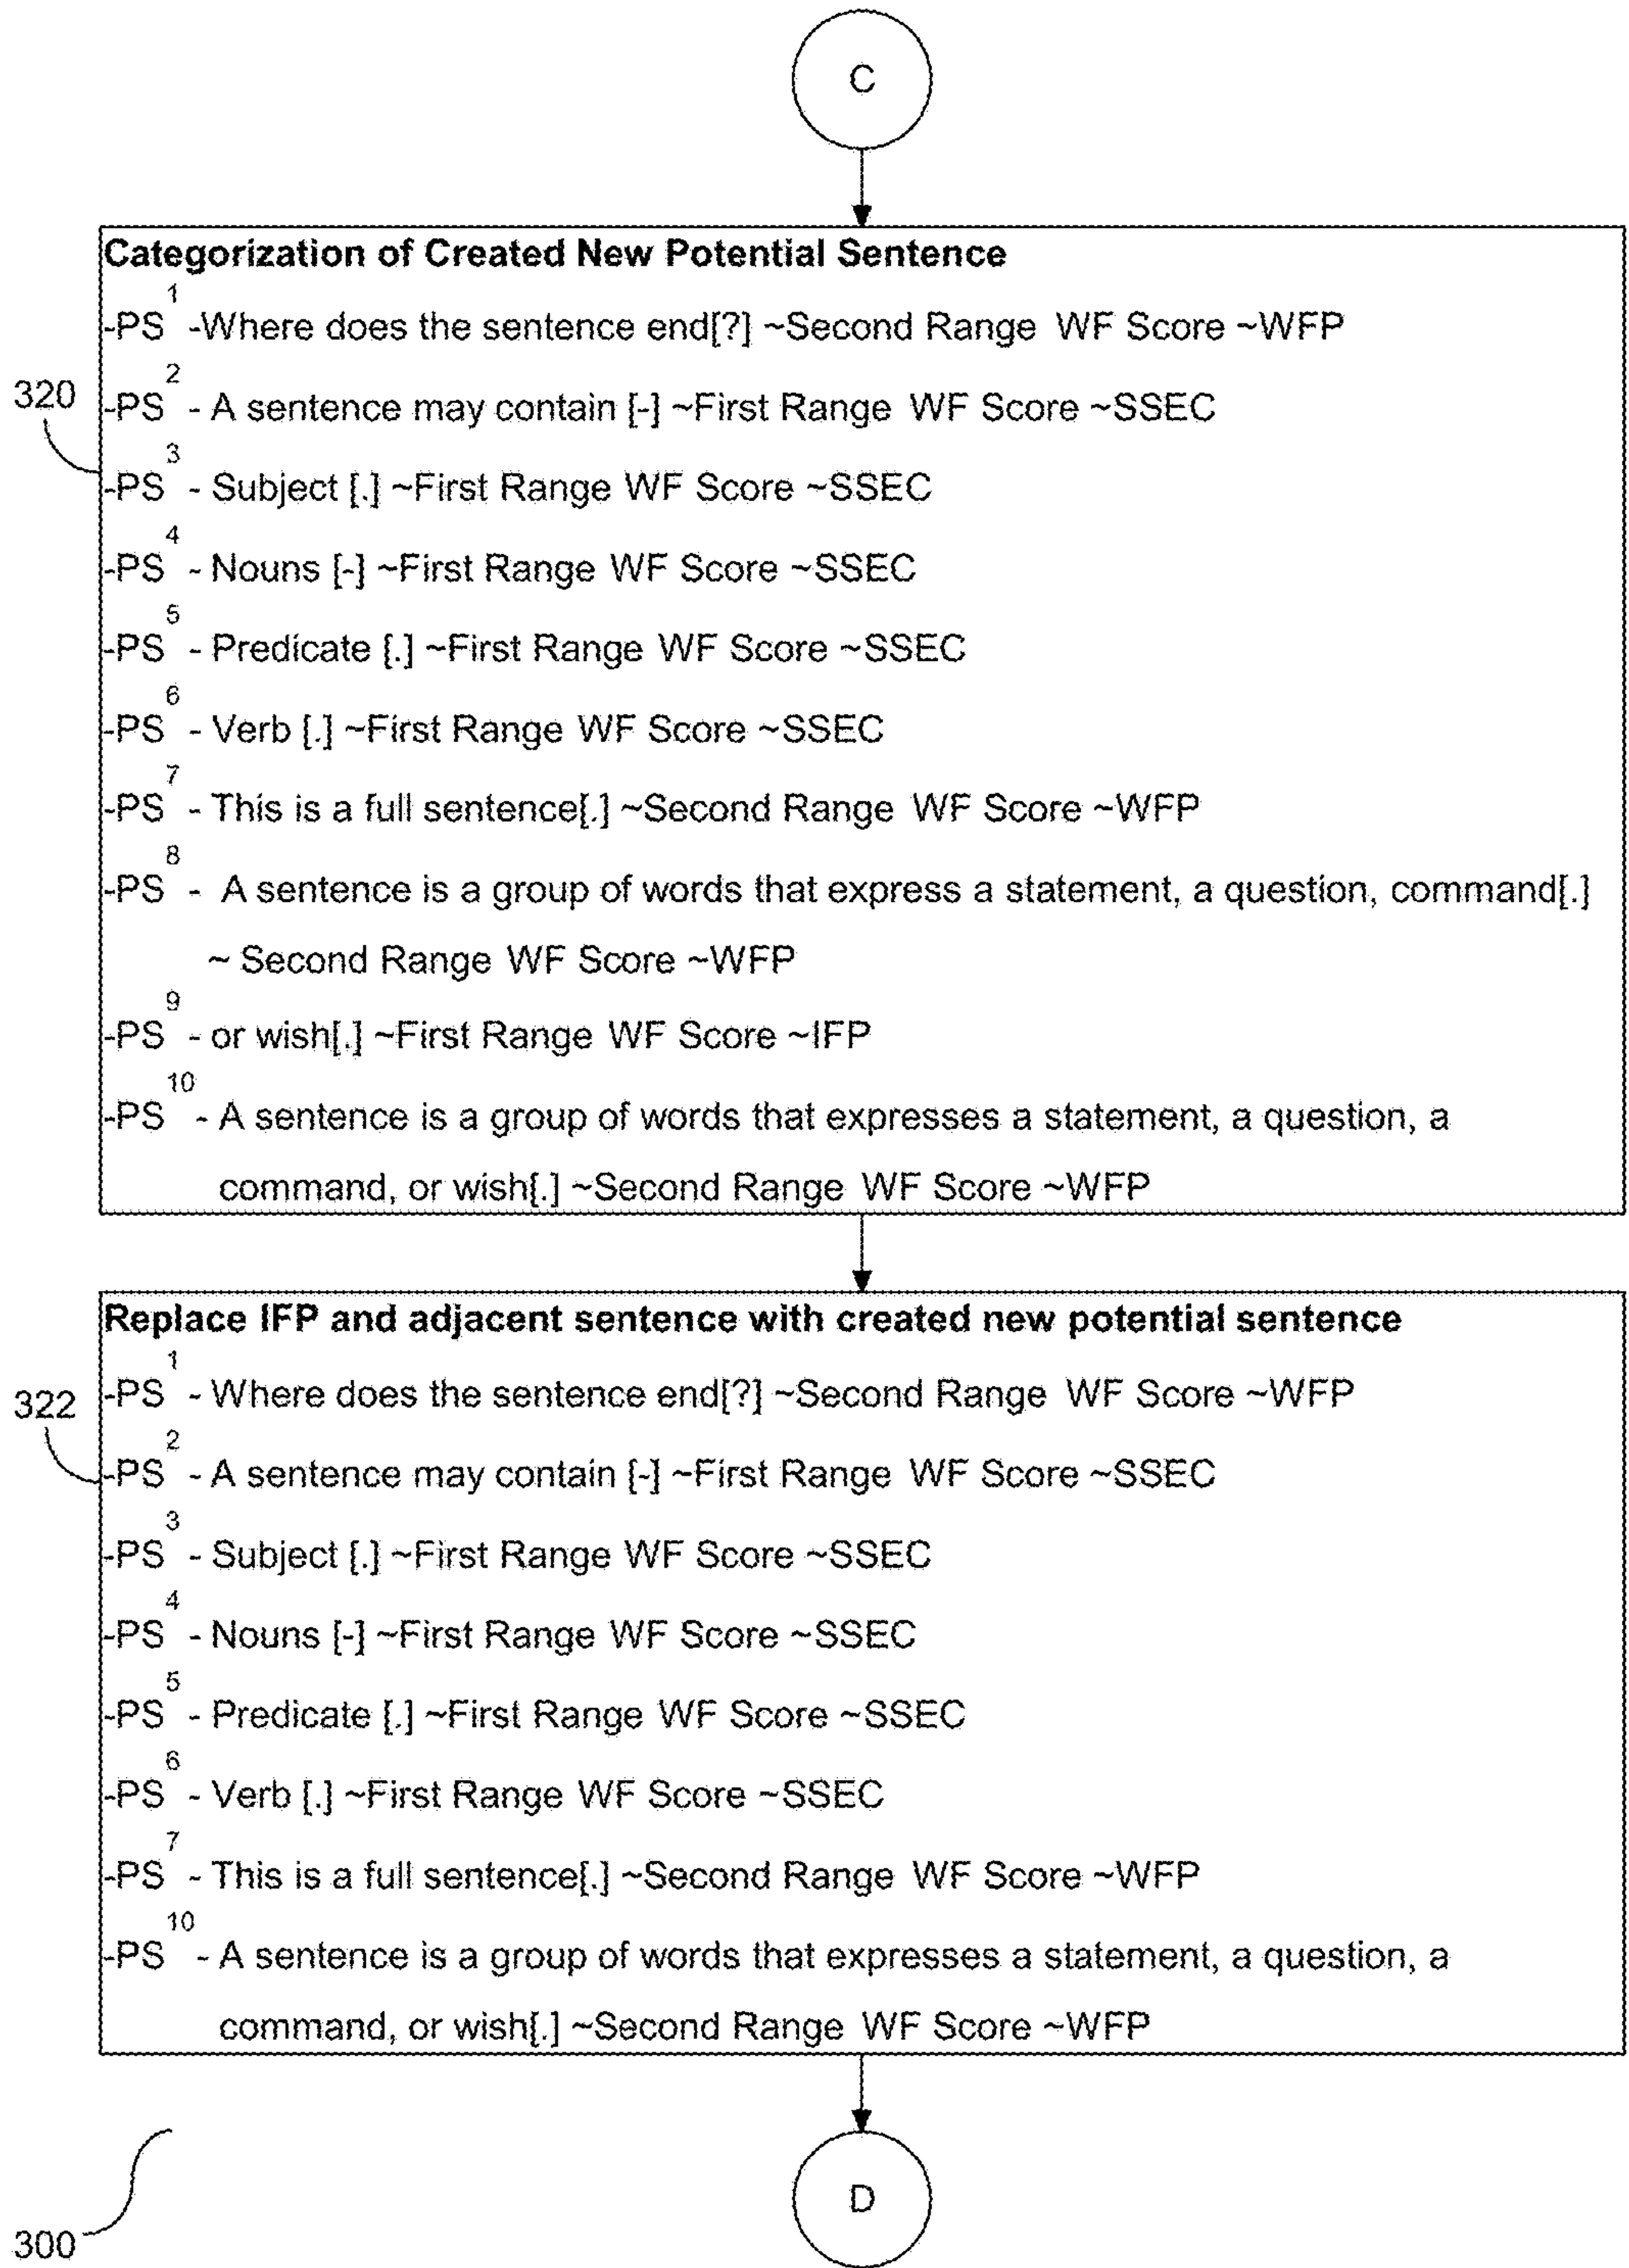 C
Categorization of Created New Potential Sentence
-PS¹ -Where does the sentence end[?] ~Second Range WF Score ~WFP
320
-PS² - A sentence may contain [-] ~First Range WF Score ~SSEC
-PS³ - Subject [.] ~First Range WF Score ~SSEC
-PS⁴ - Nouns [-] ~First Range WF Score ~SSEC
-PS⁵ - Predicate [.] ~First Range WF Score ~SSEC
-PS⁶ - Verb [.] ~First Range WF Score ~SSEC
-PS⁷ - This is a full sentence[.] ~Second Range WF Score ~WFP
-PS⁸ - A sentence is a group of words that express a statement, a question, command[.]
~ Second Range WF Score ~WFP
-PS⁹ - or wish[.] ~First Range WF Score ~IFP
-PS¹⁰ - A sentence is a group of words that expresses a statement, a question, a
command, or wish[.] ~Second Range WF Score ~WFP
Replace IFP and adjacent sentence with created new potential sentence
-PS¹ - Where does the sentence end[?] ~Second Range WF Score ~WFP
322
-PS² - A sentence may contain [-] ~First Range WF Score ~SSEC
-PS³ - Subject [.] ~First Range WF Score ~SSEC
-PS⁴ - Nouns [-] ~First Range WF Score ~SSEC
-PS⁵ - Predicate [.] ~First Range WF Score ~SSEC
-PS⁶ - Verb [.] ~First Range WF Score ~SSEC
-PS⁷ - This is a full sentence[.] ~Second Range WF Score ~WFP
-PS¹⁰ - A sentence is a group of words that expresses a statement, a question, a
command, or wish[.] ~Second Range WF Score ~WFP
D
300